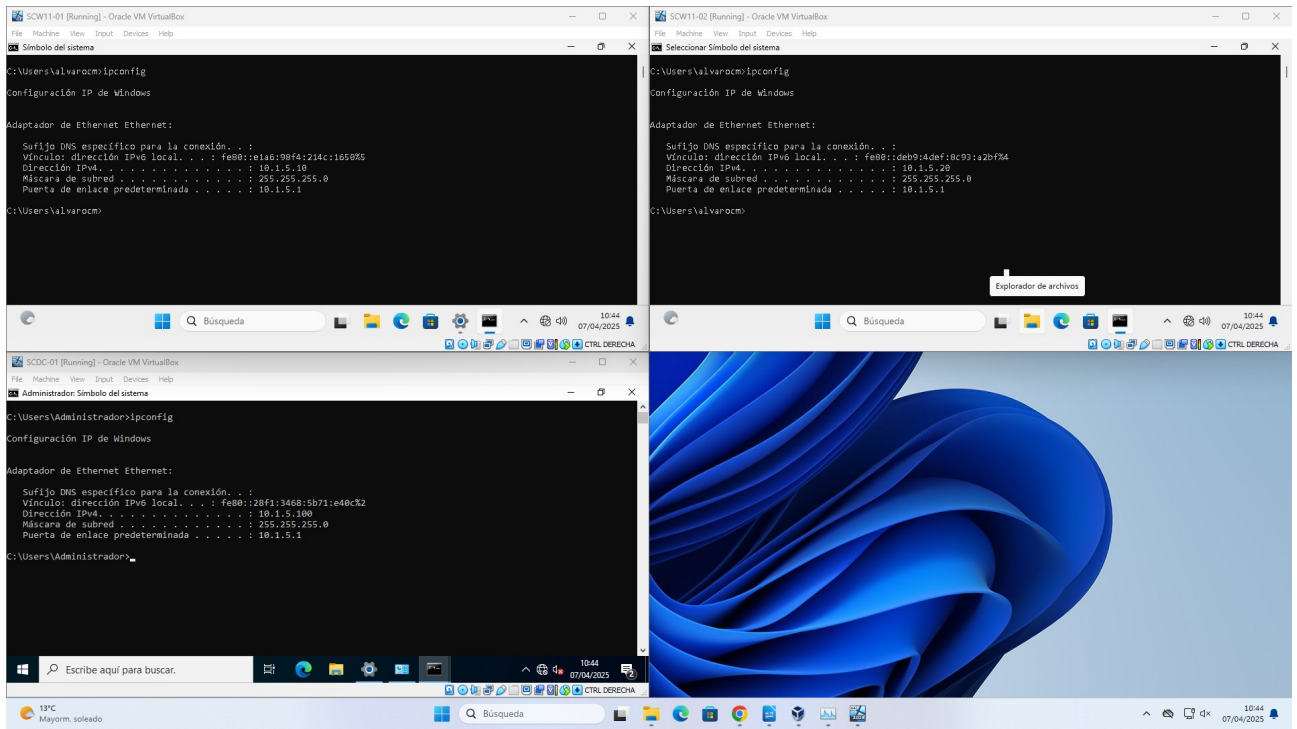 SCW11-01 [Running] - Oracle VM VirtualBox
File Machine View Input Devices Help
Símbolo del sistema
C:\Users\alvarocm>ipconfig
Configuración IP de Windows
Adaptador de Ethernet Ethernet:
Sufijo DNS específico para la conexión. . :
Vínculo: dirección IPv6 local. . . : fe80::e1a6:98f4:214c:1650%5
Dirección IPv4. . . . . . . . . . . . . . : 10.1.5.10
Máscara de subred . . . . . . . . . . . . : 255.255.255.0
Puerta de enlace predeterminada . . . . . : 10.1.5.1
C:\Users\alvarocm>
Búsqueda
10:44
07/04/2025
CTRL DERECHA
SCW11-02 [Running] - Oracle VM VirtualBox
File Machine View Input Devices Help
Seleccionar Símbolo del sistema
C:\Users\alvarocm>ipconfig
Configuración IP de Windows
Adaptador de Ethernet Ethernet:
Sufijo DNS específico para la conexión. . :
Vínculo: dirección IPv6 local. . . : fe80::deb9:4def:8c93:a2bf%4
Dirección IPv4. . . . . . . . . . . . . . : 10.1.5.20
Máscara de subred . . . . . . . . . . . . : 255.255.255.0
Puerta de enlace predeterminada . . . . . : 10.1.5.1
C:\Users\alvarocm>
Explorador de archivos
Búsqueda
10:44
07/04/2025
CTRL DERECHA
SCDC-01 [Running] - Oracle VM VirtualBox
File Machine View Input Devices Help
Administrador: Símbolo del sistema
C:\Users\Administrador>ipconfig
Configuración IP de Windows
Adaptador de Ethernet Ethernet:
Sufijo DNS específico para la conexión. . :
Vínculo: dirección IPv6 local. . . : fe80::28f1:3468:5b71:e40c%2
Dirección IPv4. . . . . . . . . . . . . . : 10.1.5.100
Máscara de subred . . . . . . . . . . . . : 255.255.255.0
Puerta de enlace predeterminada . . . . . : 10.1.5.1
C:\Users\Administrador>_
Escribe aquí para buscar.
10:44
07/04/2025
2
CTRL DERECHA
13°C
Mayorm. soleado
Búsqueda
10:44
07/04/2025